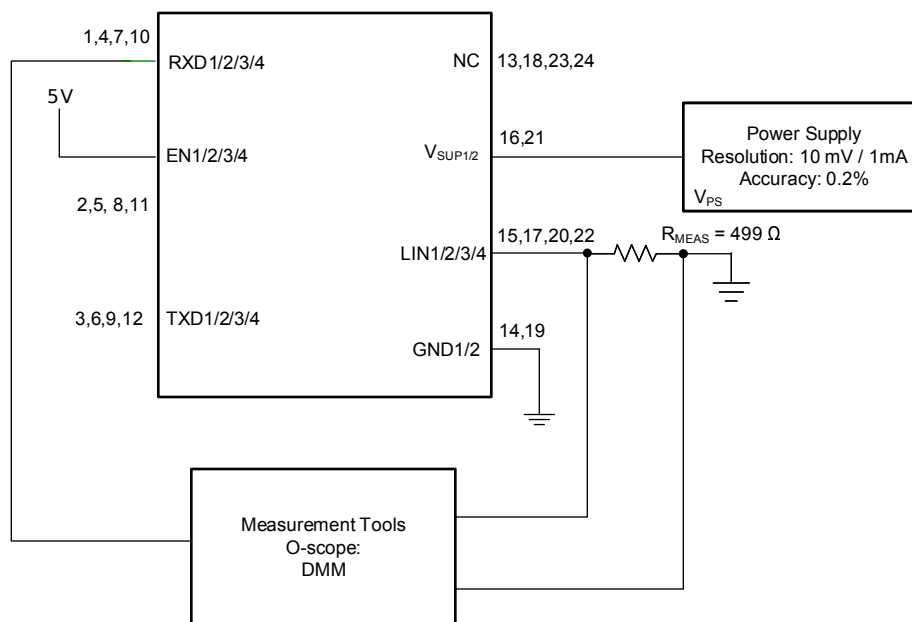 1,4,7,10
RXD1/2/3/4
NC
13,18,23,24
5V
EN1/2/3/4
VSUP1/2
16,21
Power Supply
Resolution: 10 mV / 1mA
Accuracy: 0.2%
VPS
2,5, 8,11
LIN1/2/3/4
15,17,20,22
RMEAS = 499 Ω
3,6,9,12
TXD1/2/3/4
GND1/2
14,19
Measurement Tools
O-scope:
DMM